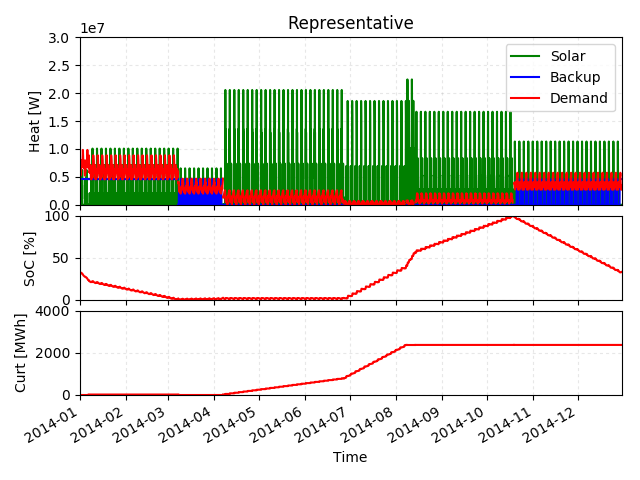 Representative
1e7
3.0
2.5
2.0
1.5
1.0
0.5
0.0
Heat [W]
Solar
Backup
Demand
100
50
0
SoC [%]
4000
2000
0
Curt [MWh]
2014-01
2014-02
2014-03
2014-04
2014-05
2014-06
2014-07
2014-08
2014-09
2014-10
2014-11
2014-12
Time